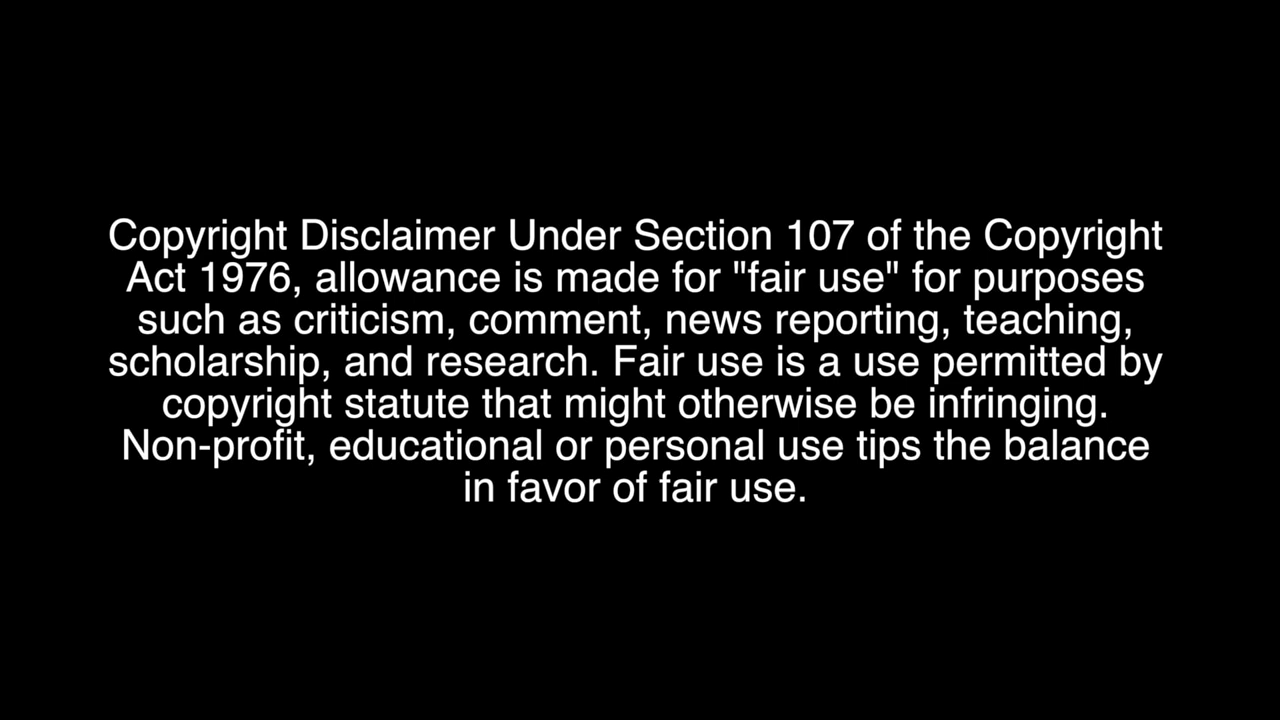 Copyright Disclaimer Under Section 107 of the Copyright
Act 1976, allowance is made for "fair use" for purposes
such as criticism, comment, news reporting, teaching,
scholarship, and research. Fair use is a use permitted by
copyright statute that might otherwise be infringing.
Non-profit, educational or personal use tips the balance
in favor of fair use.